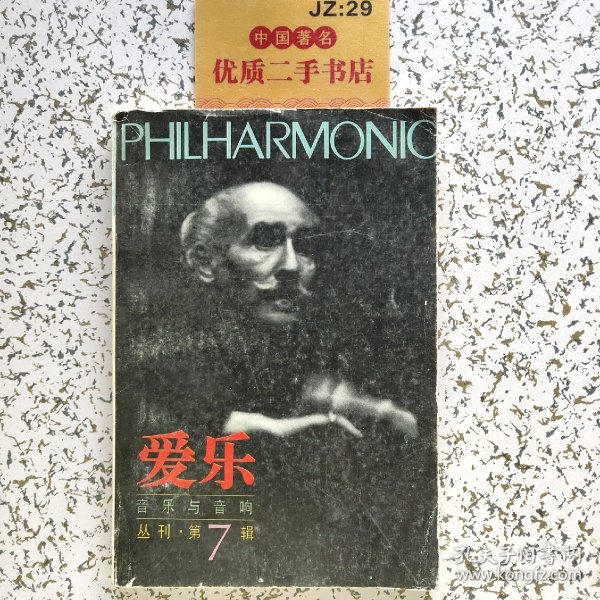 JZ:29
中国著名
优质二手书店
PHILHARMONIC
爱乐
音乐与音响
丛刊·第7辑
孔夫子旧书网
www.kongfz.com